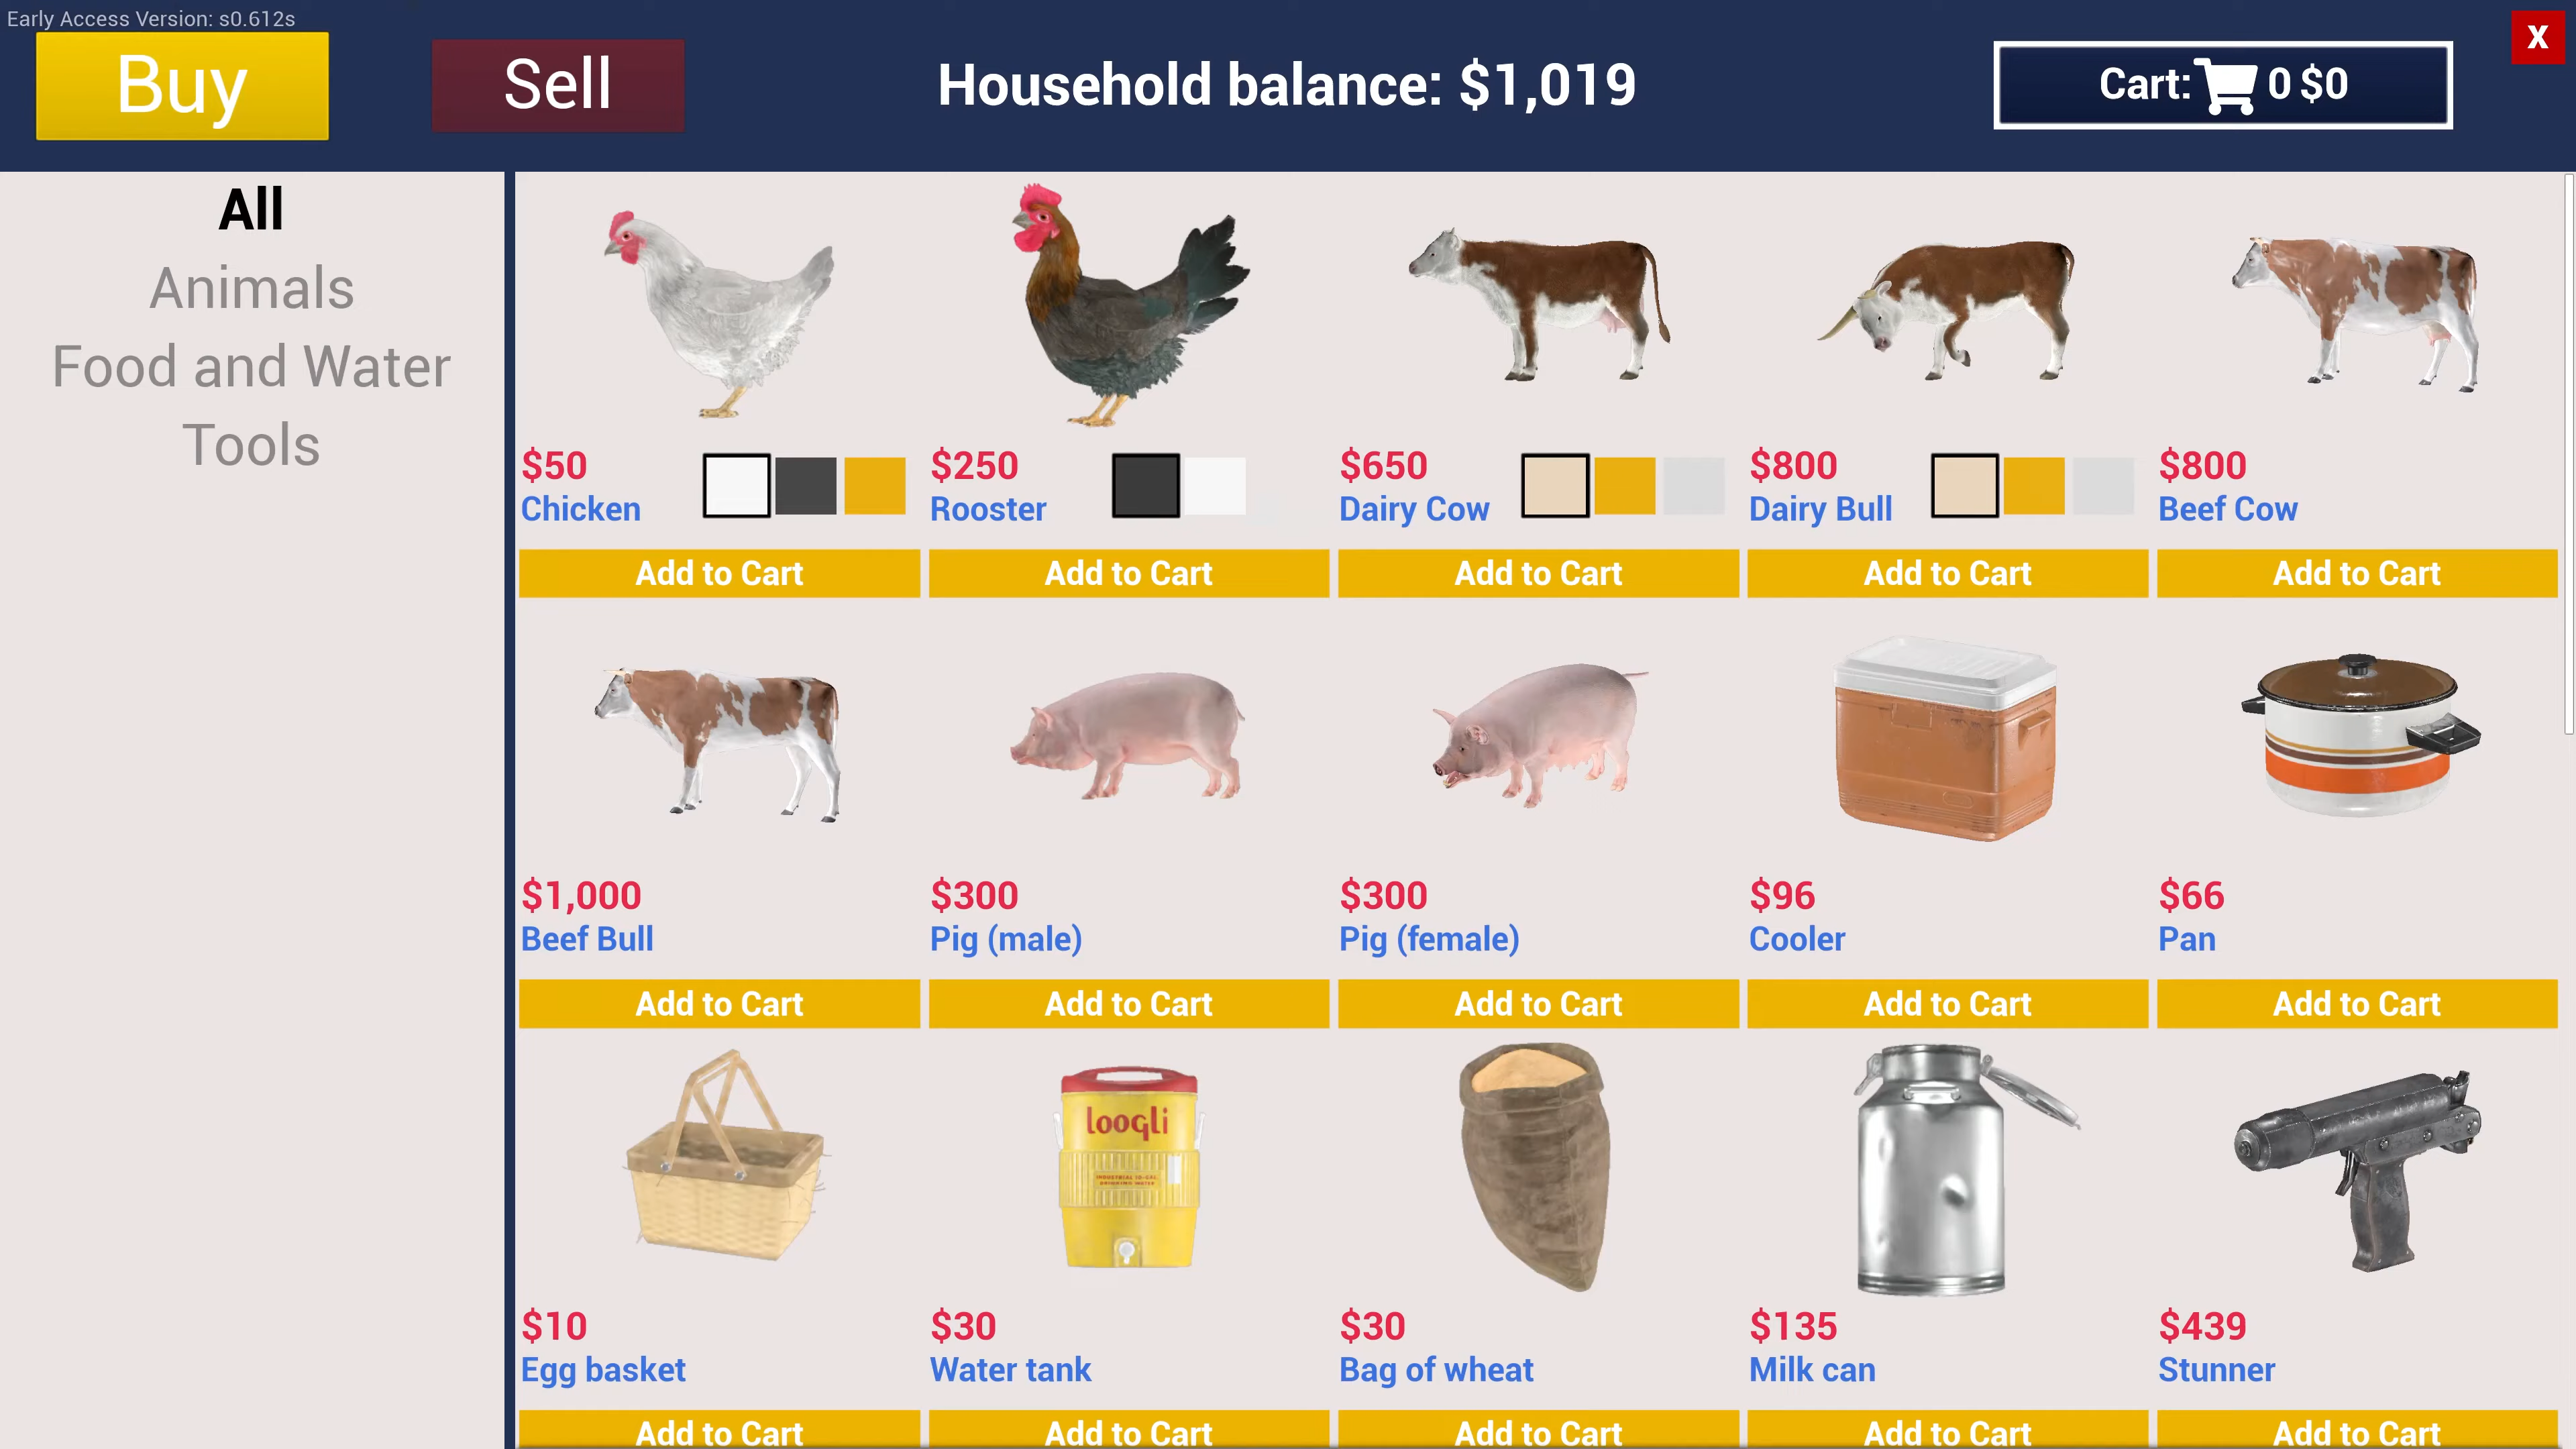 Early Access Version: s0.612s
Buy
Sell
Household balance: $1,019
Cart: 0 $0
X
All
Animals
Food and Water
Tools
$50
Chicken
$250
Rooster
$650
Dairy Cow
$800
Dairy Bull
$800
Beef Cow
Add to Cart
Add to Cart
Add to Cart
Add to Cart
Add to Cart
$1,000
Beef Bull
$300
Pig (male)
$300
Pig (female)
$96
Cooler
$66
Pan
Add to Cart
Add to Cart
Add to Cart
Add to Cart
Add to Cart
loogli
INDUSTRIAL 10-GAL.
DRINKING WATER
$10
Egg basket
$30
Water tank
$30
Bag of wheat
$135
Milk can
$439
Stunner
Add to Cart
Add to Cart
Add to Cart
Add to Cart
Add to Cart